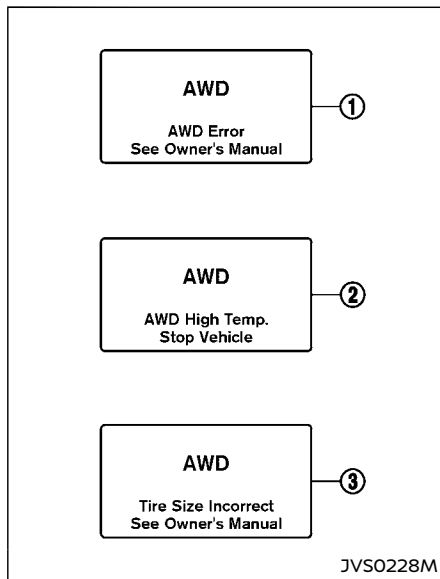 AWD
AWD Error
See Owner's Manual
1
AWD
AWD High Temp.
Stop Vehicle
2
AWD
Tire Size Incorrect
See Owner's Manual
3
JVS0228M